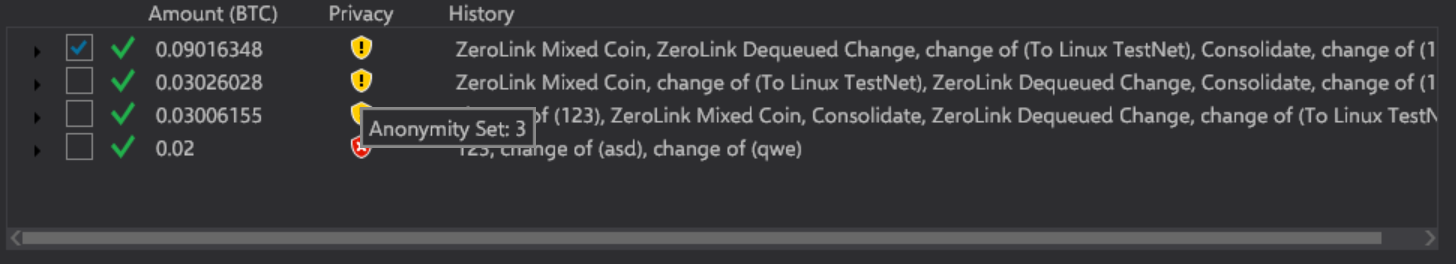 Amount (BTC) Privacy History
0.09016348 ZeroLink Mixed Coin, ZeroLink Dequeued Change, change of (To Linux TestNet), Consolidate, change of (1
0.03026028 ZeroLink Mixed Coin, change of (To Linux TestNet), ZeroLink Dequeued Change, Consolidate, change of (1
0.03006155 of (123), ZeroLink Mixed Coin, Consolidate, ZeroLink Dequeued Change, change of (To Linux TestN
Anonymity Set: 3
0.02 123, change of (asd), change of (qwe)